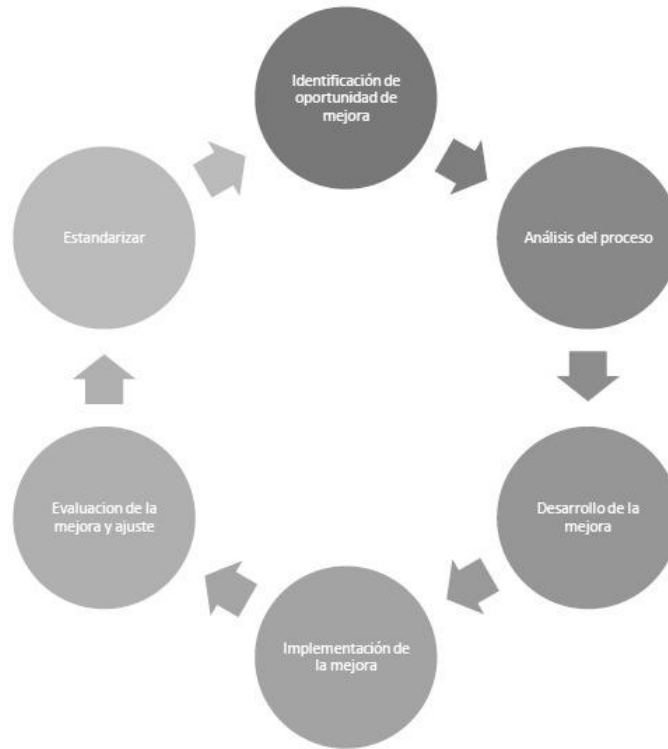 Identificación de
oportunidad de
mejora
Análisis del proceso
Desarrollo de la
mejora
Implementación de
la mejora
Evaluacion de la
mejora y ajuste
Estandarizar